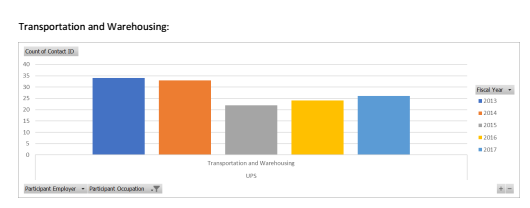 Transportation and Warehousing:
Count of Contact ID
40
35
30
25
20
15
10
5
0
Transportation and Warehousing
UPS
Fiscal Year
2013
2014
2015
2016
2017
Participant Employer Participant Occupation
+ −